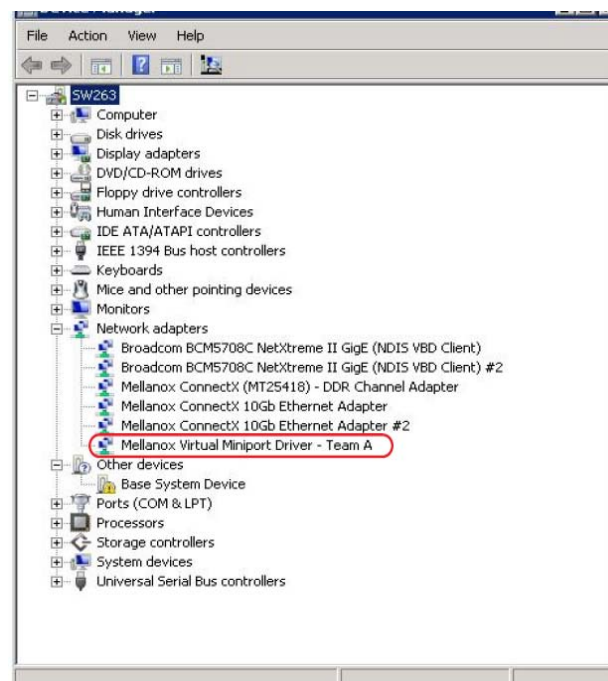 Device Manager
File Action View Help
SW263
Computer
Disk drives
Display adapters
DVD/CD-ROM drives
Floppy drive controllers
Human Interface Devices
IDE ATA/ATAPI controllers
IEEE 1394 Bus host controllers
Keyboards
Mice and other pointing devices
Monitors
Network adapters
Broadcom BCM5708C NetXtreme II GigE (NDIS VBD Client)
Broadcom BCM5708C NetXtreme II GigE (NDIS VBD Client) #2
Mellanox ConnectX (MT25418) - DDR Channel Adapter
Mellanox ConnectX 10Gb Ethernet Adapter
Mellanox ConnectX 10Gb Ethernet Adapter #2
Mellanox Virtual Miniport Driver - Team A
Other devices
Base System Device
Ports (COM & LPT)
Processors
Storage controllers
System devices
Universal Serial Bus controllers